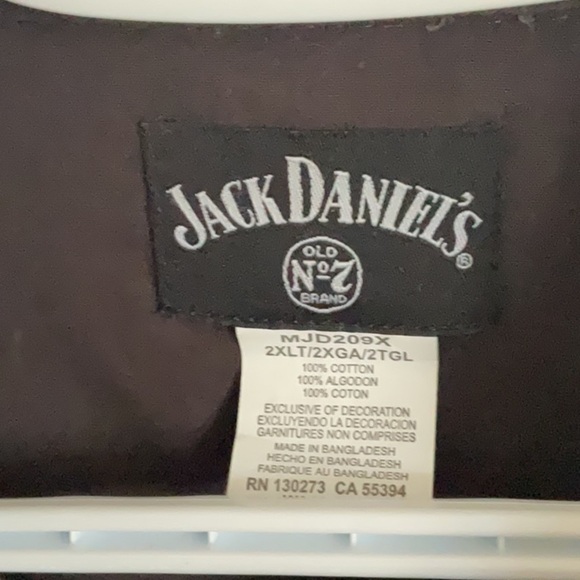 JACK DANIEL'S®
OLD
Nº7
BRAND
MJD209X
2XLT/2XGA/2TGL
100% COTTON
100% ALGODON
100% COTON
EXCLUSIVE OF DECORATION
EXCLUYENDO LA DECORACION
GARNITURES NON COMPRISES
MADE IN BANGLADESH
HECHO EN BANGLADESH
FABRIQUE AU BANGLADESH
RN 130273 CA 55394